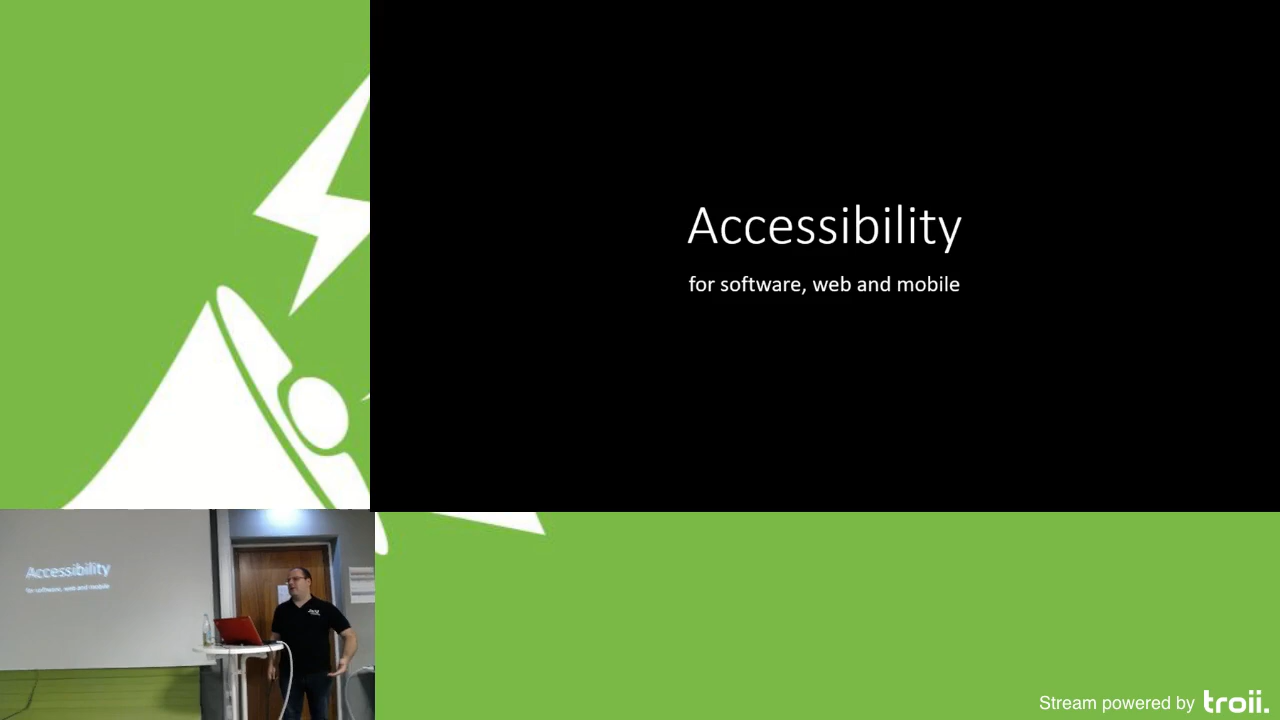 Accessibility
for software, web and mobile
Accessibility
for software, web and mobile
Stream powered by troii.